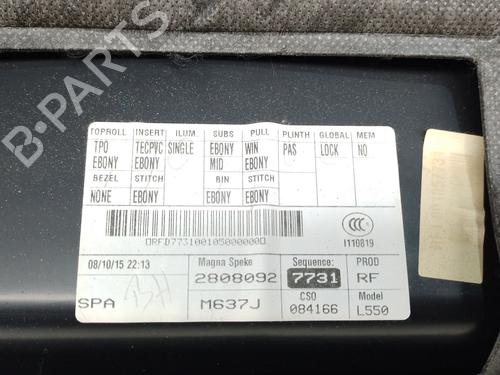 B-PARTS
TOPROLL INSERT ILUM. SUBS PULL PLINTH GLOBAL MEM
TPO TECPVC SINGLE EBONY WIN PAS LOCK NO
EBONY EBONY MID EBONY
BEZEL STITCH BIN STITCH
NONE EBONY EBONY EBONY
RFD773100105000000
CCC
I110819
08/10/15 22:13 Magna Speke Sequence: PROD
2808092 7731 RF
SPA M637J CSO Model
084166 L550